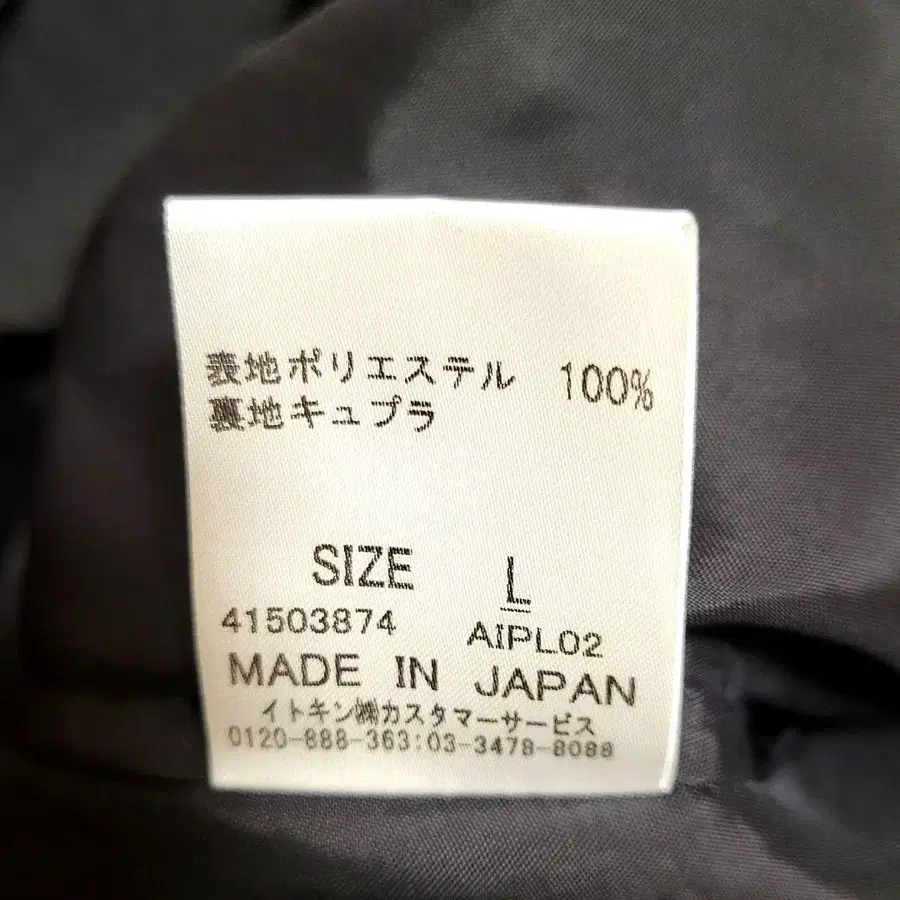 表地ポリエステル 100%
裏地キュプラ
SIZE L
41503874 AIPL02
MADE IN JAPAN
イトキン㈱カスタマーサービス
0120-888-363:03-3478-8088